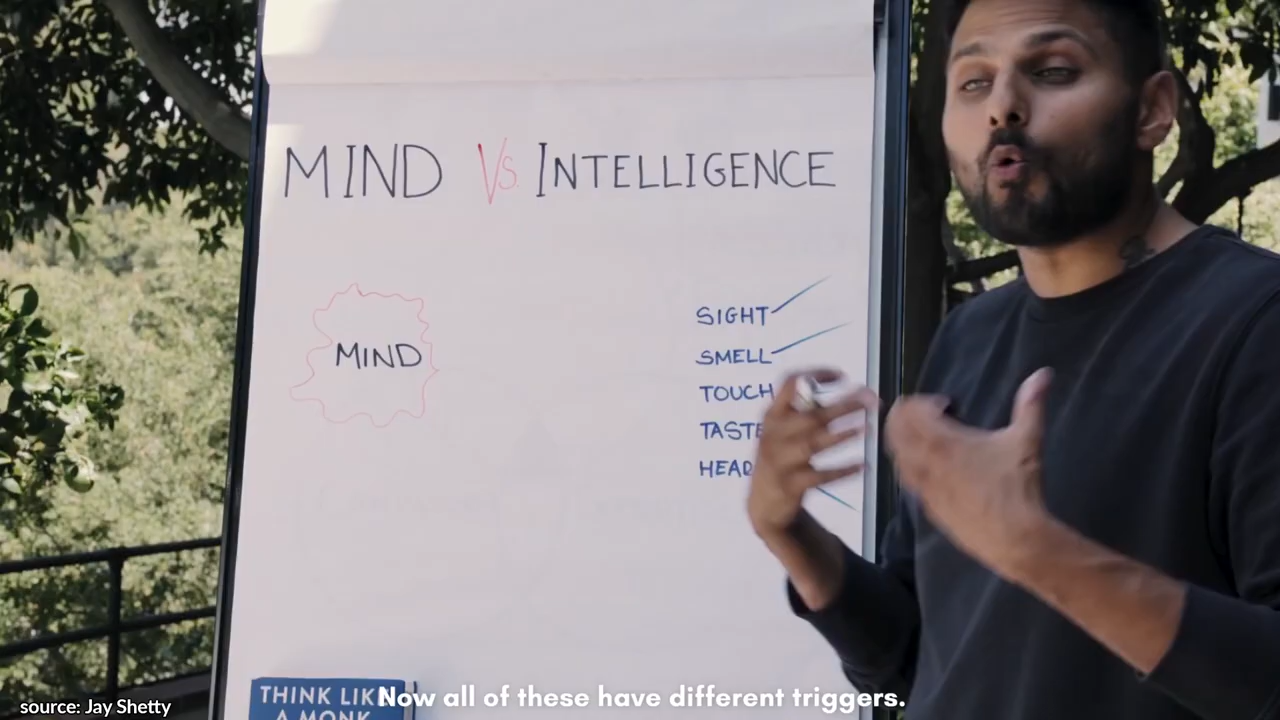 MIND Vs. INTELLIGENCE
MIND
SIGHT
SMELL
TOUCH
TASTE
THINK LIKE
A MONK
Now all of these have different triggers.
source: Jay Shetty